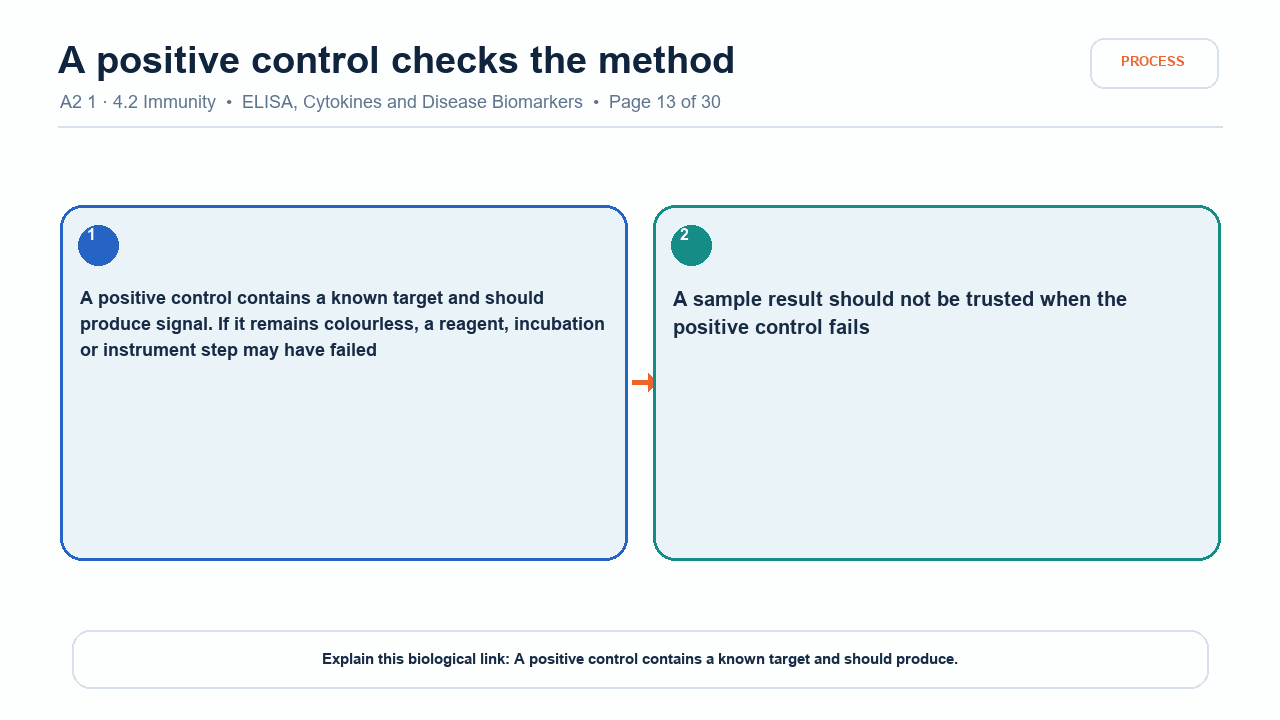 A positive control checks the method
PROCESS
A2 1 · 4.2 Immunity • ELISA, Cytokines and Disease Biomarkers • Page 13 of 30
1
A positive control contains a known target and should
produce signal. If it remains colourless, a reagent, incubation
or instrument step may have failed
2
A sample result should not be trusted when the
positive control fails
Explain this biological link: A positive control contains a known target and should produce.